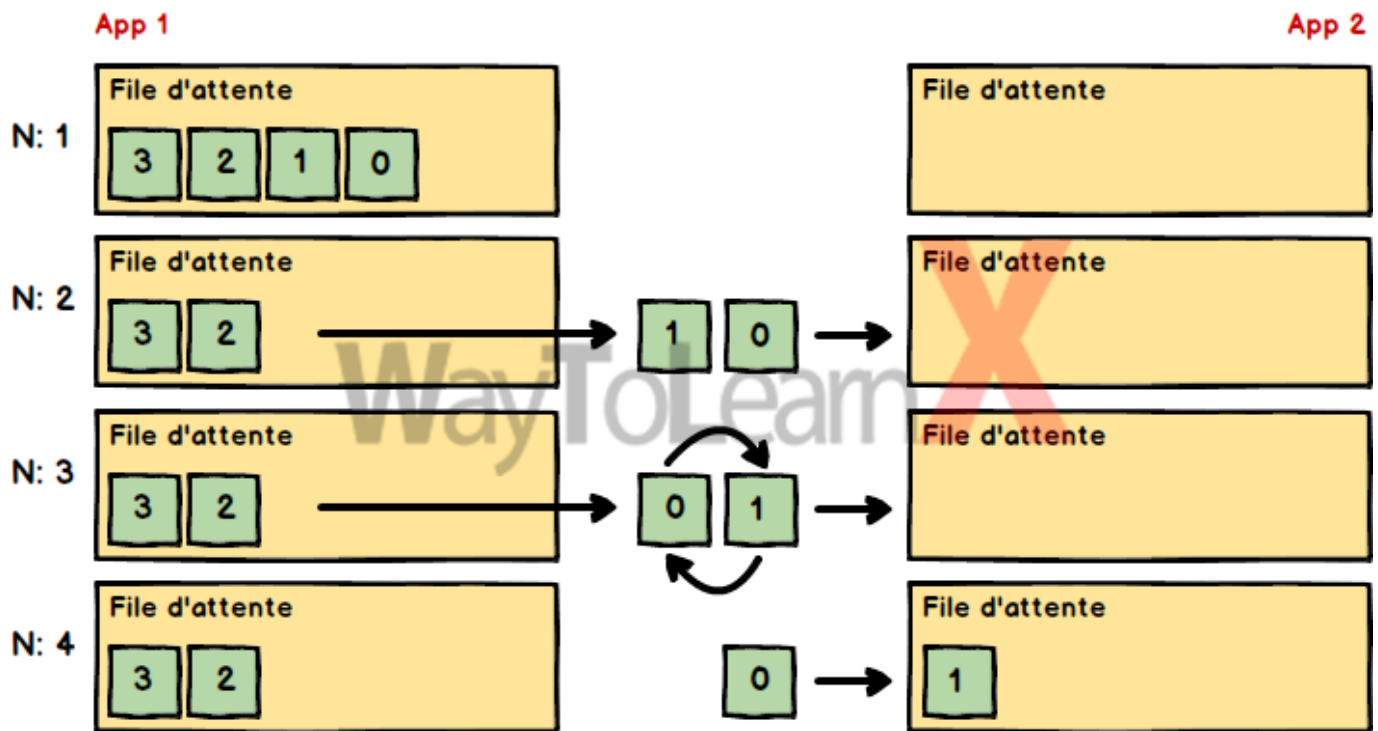 App 1 App 2
N: 1
File d'attente File d'attente
3 2 1 0
N: 2
File d'attente File d'attente
3 2 1 0
WayToLearnX
N: 3
File d'attente File d'attente
3 2 0 1
N: 4
File d'attente File d'attente
3 2 0 1